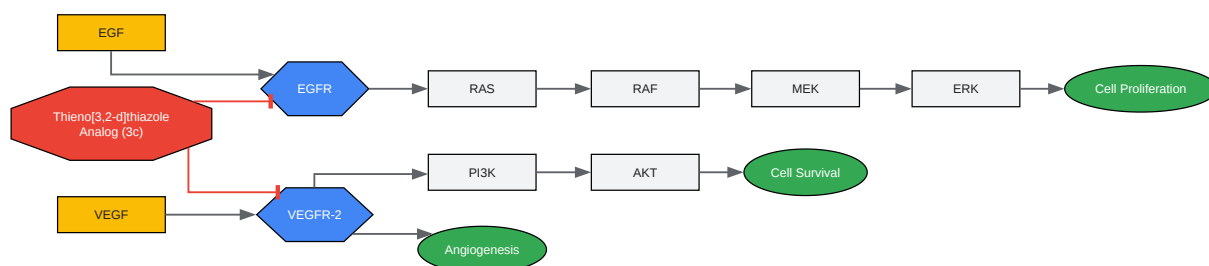 EGF
EGFR
RAS
RAF
MEK
ERK
Cell Proliferation
Thieno[3,2-d]thiazole
Analog (3c)
PI3K
AKT
Cell Survival
VEGF
VEGFR-2
Angiogenesis